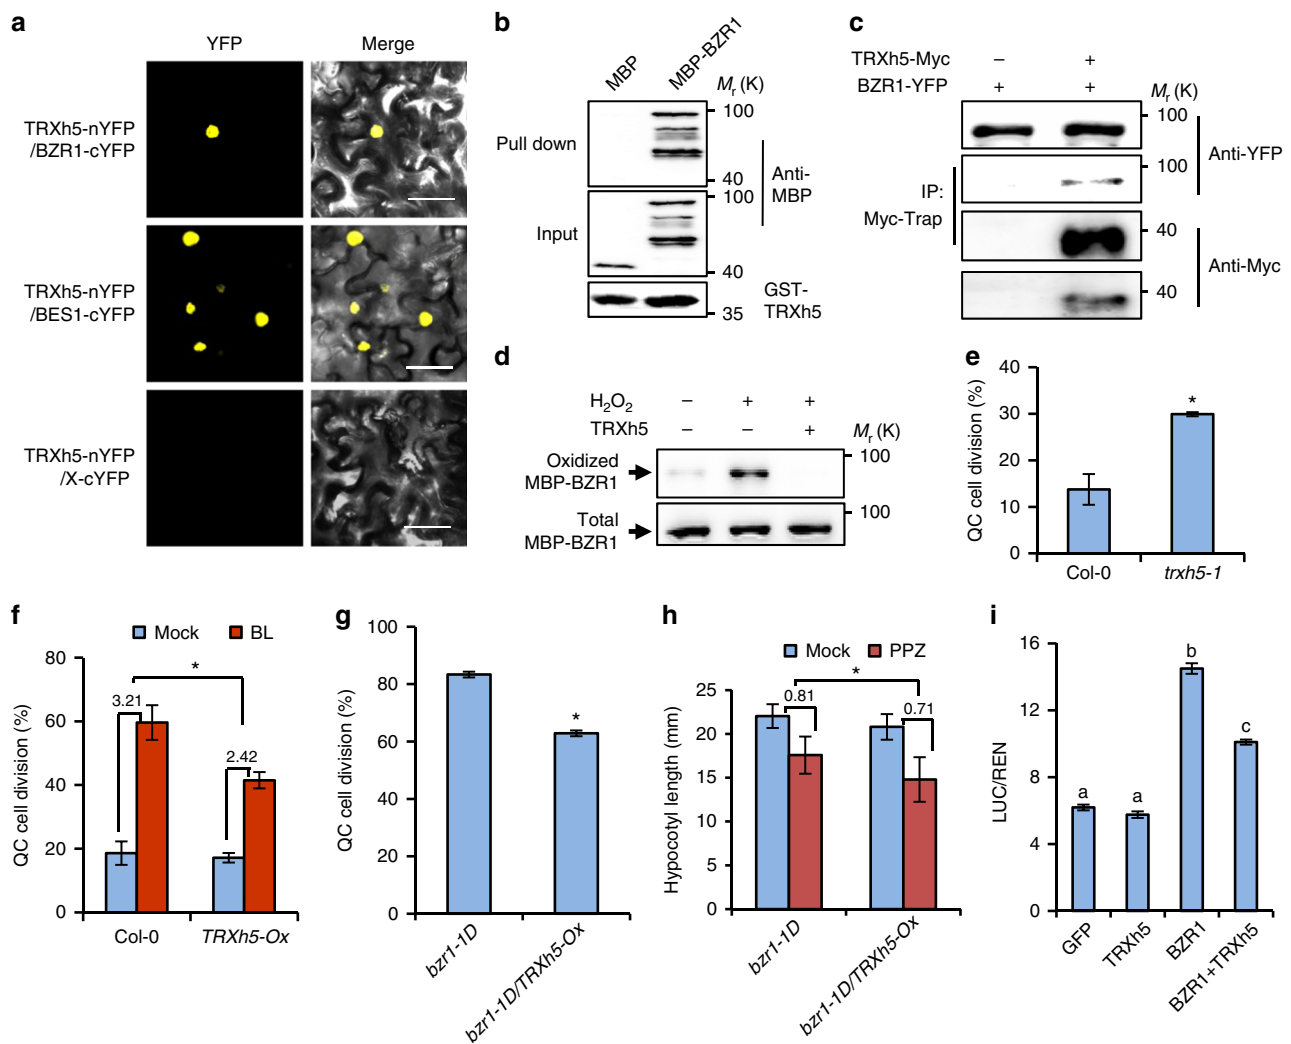 a
YFP
Merge
TRXh5-nYFP
/BZR1-cYFP
TRXh5-nYFP
/BES1-cYFP
TRXh5-nYFP
/X-cYFP
b
MBP
MBP-BZR1
Mr (K)
Pull down
100
40
Anti-
MBP
Input
100
40
GST-
TRXh5
35
c
TRXh5-Myc – +
BZR1-YFP + +
Mr (K)
100
Anti-YFP
100
IP:
Myc-Trap
40
Anti-Myc
40
d
H2O2 – + +
TRXh5 – – +
Mr (K)
Oxidized
MBP-BZR1
100
Total
MBP-BZR1
100
e
QC cell division (%)
40
30
20
10
0
*
Col-0
trxh5-1
f
Mock
BL
QC cell division (%)
80
60
40
20
0
*
3.21
2.42
Col-0
TRXh5-Ox
g
QC cell division (%)
100
80
60
40
20
0
*
bzr1-1D
bzr1-1D/TRXh5-Ox
h
Mock
PPZ
Hypocotyl length (mm)
25
20
15
10
5
0
*
0.81
0.71
bzr1-1D
bzr1-1D/TRXh5-Ox
i
LUC/REN
16
12
8
4
0
a
a
b
c
GFP
TRXh5
BZR1
BZR1+TRXh5